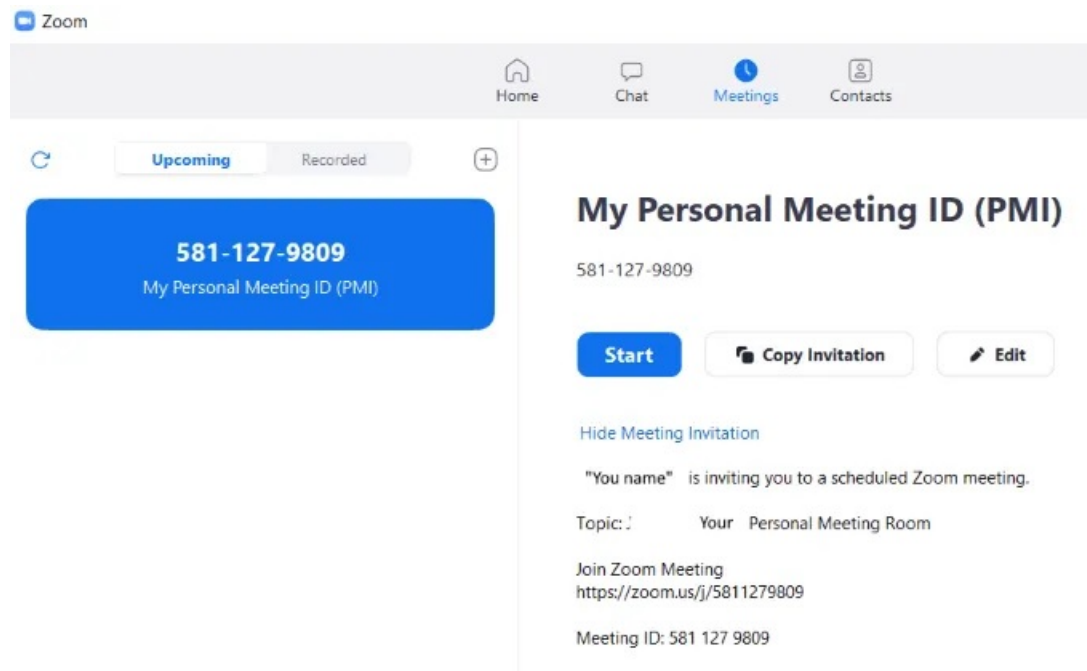 Zoom
Home Chat Meetings Contacts
Upcoming Recorded
581-127-9809
My Personal Meeting ID (PMI)
My Personal Meeting ID (PMI)
581-127-9809
Start Copy Invitation Edit
Hide Meeting Invitation
"You name" is inviting you to a scheduled Zoom meeting.
Topic: Your Personal Meeting Room
Join Zoom Meeting
https://zoom.us/j/5811279809
Meeting ID: 581 127 9809